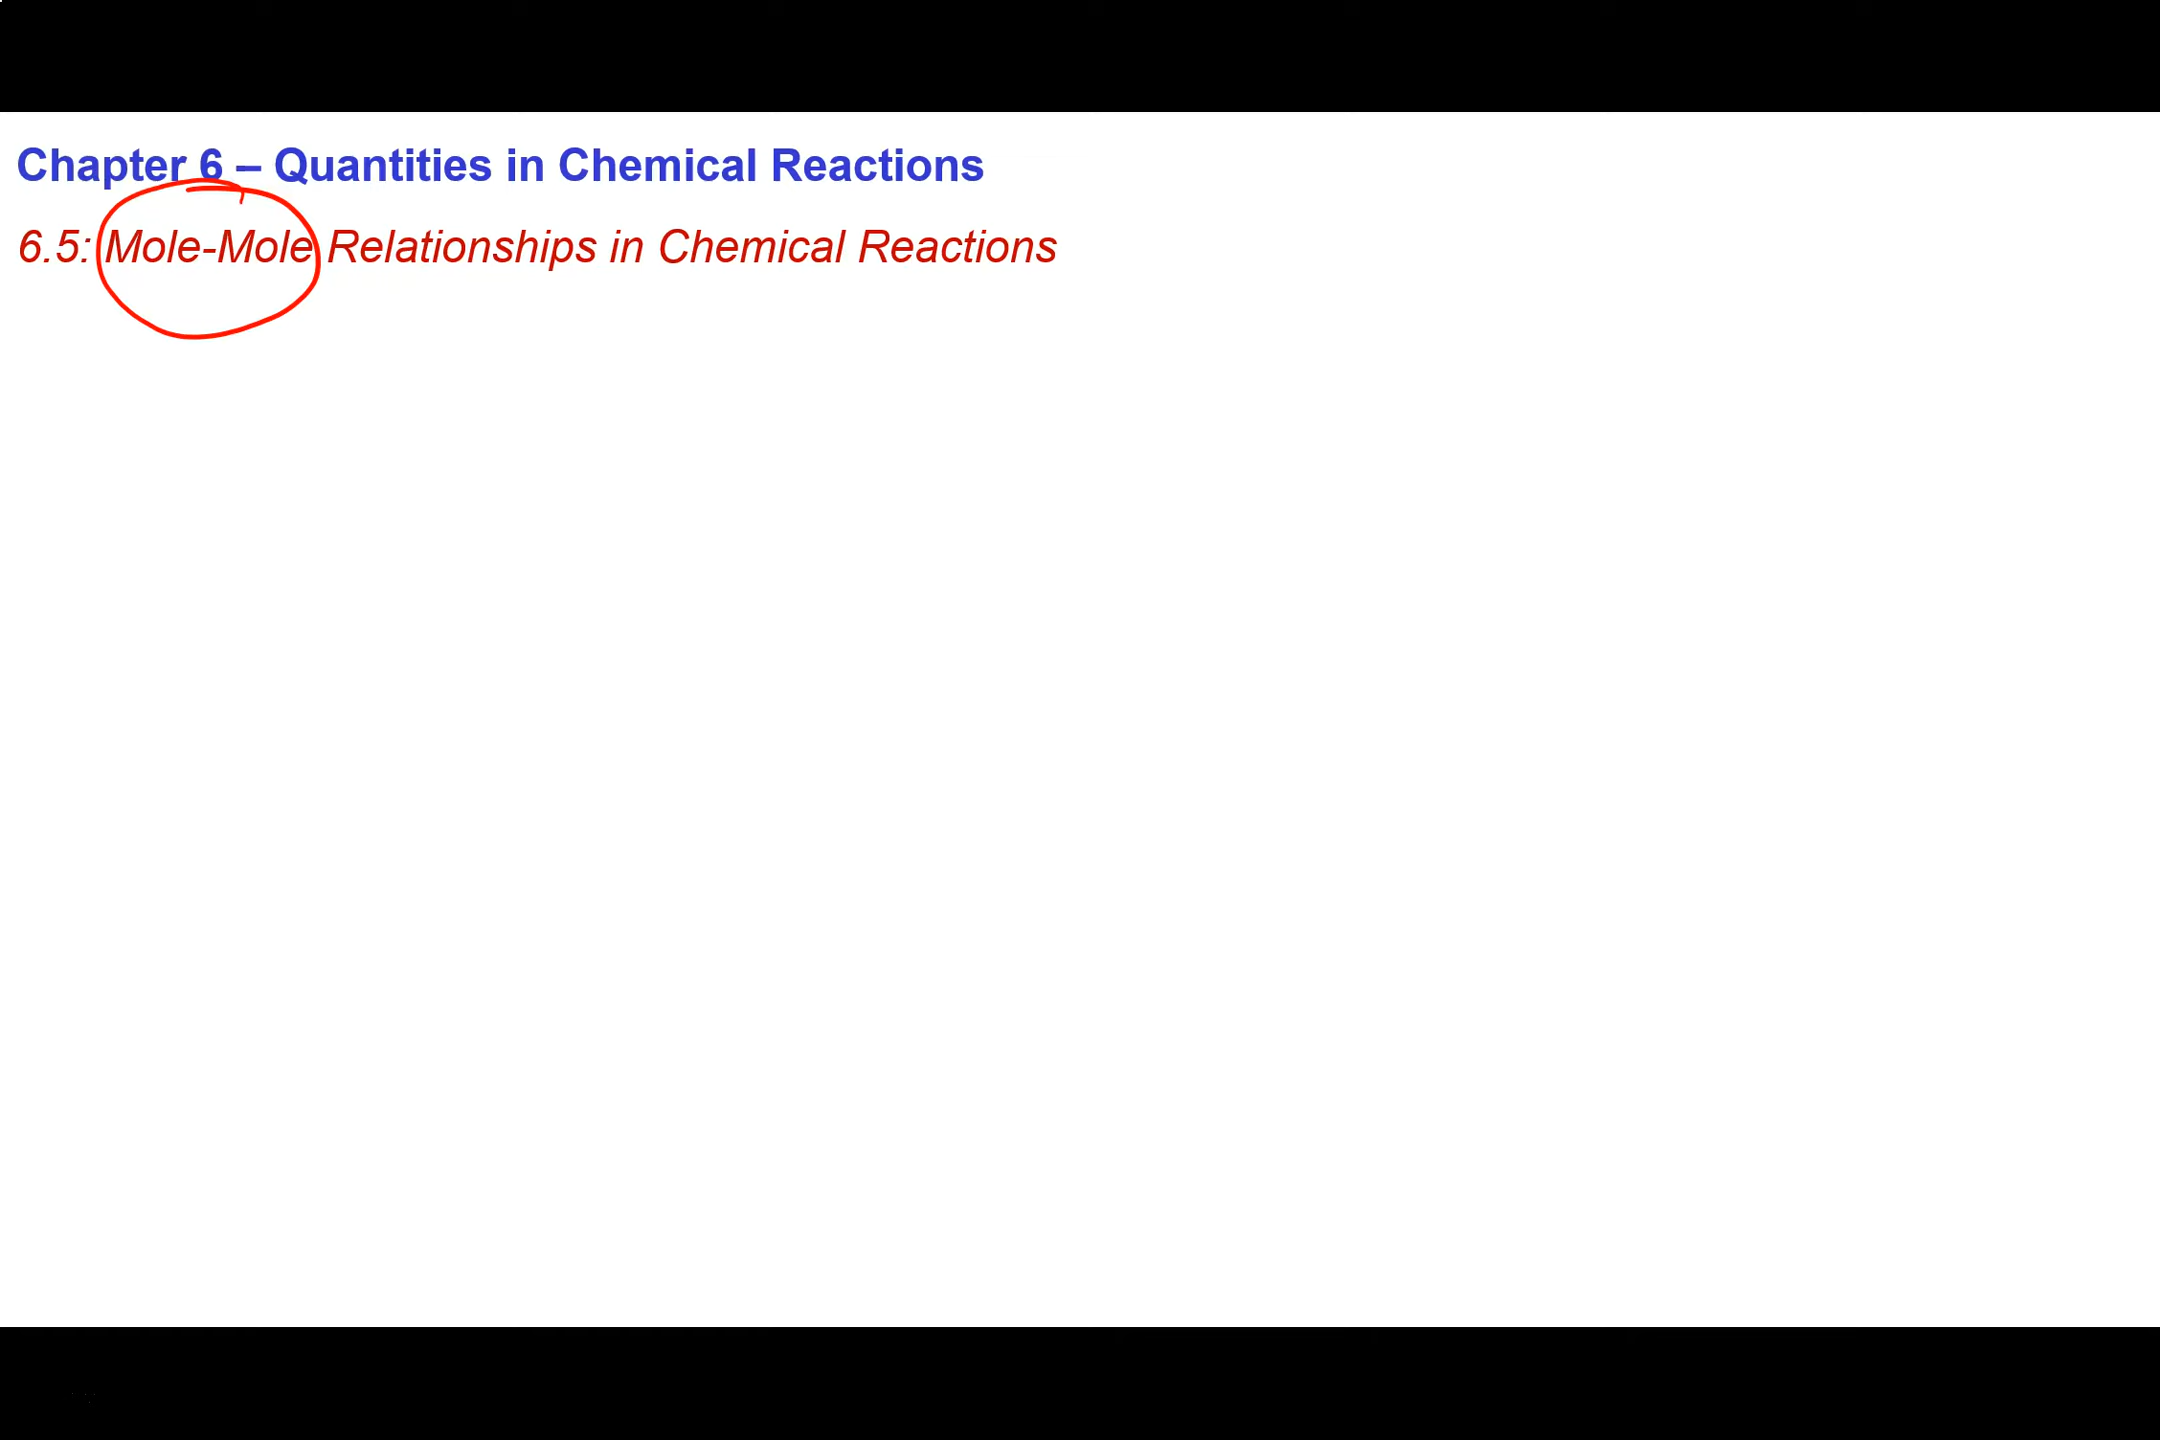 Chapter 6 – Quantities in Chemical Reactions
6.5: Mole-Mole Relationships in Chemical Reactions